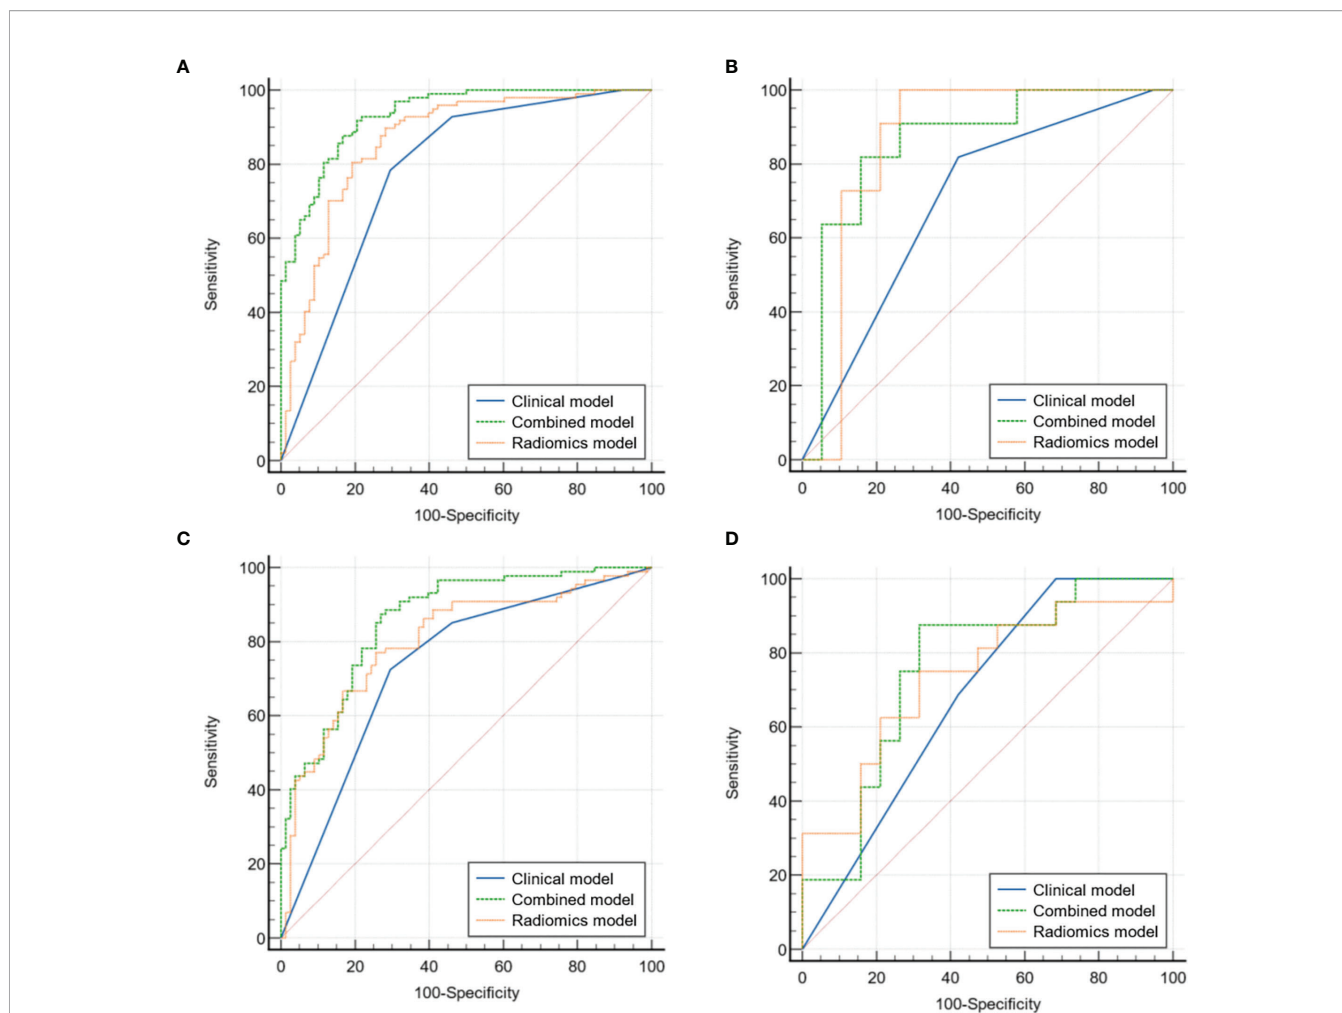 A
100
80
60
40
20
0
Sensitivity
Clinical model
Combined model
Radiomics model
0 20 40 60 80 100
100-Specificity
B
100
80
60
40
20
0
Sensitivity
Clinical model
Combined model
Radiomics model
0 20 40 60 80 100
100-Specificity
C
100
80
60
40
20
0
Sensitivity
Clinical model
Combined model
Radiomics model
0 20 40 60 80 100
100-Specificity
D
100
80
60
40
20
0
Sensitivity
Clinical model
Combined model
Radiomics model
0 20 40 60 80 100
100-Specificity